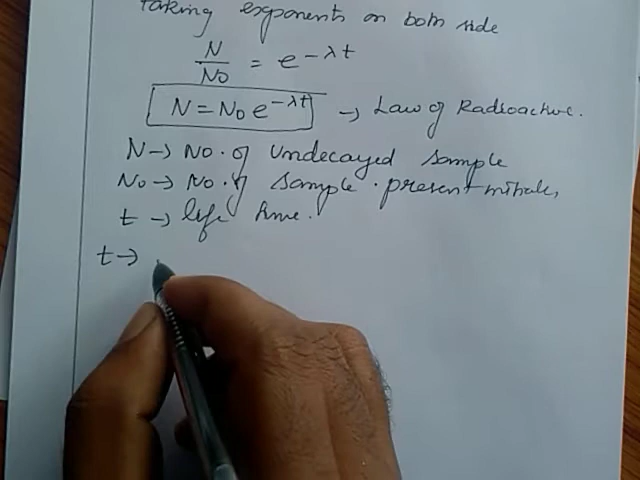 taking exponents on both side
N/N₀ = e^-λt
N = N₀ e^-λt → Law of Radioactive.
N → No. of undecayed sample
N₀ → No. of sample present
t → life time.
t →